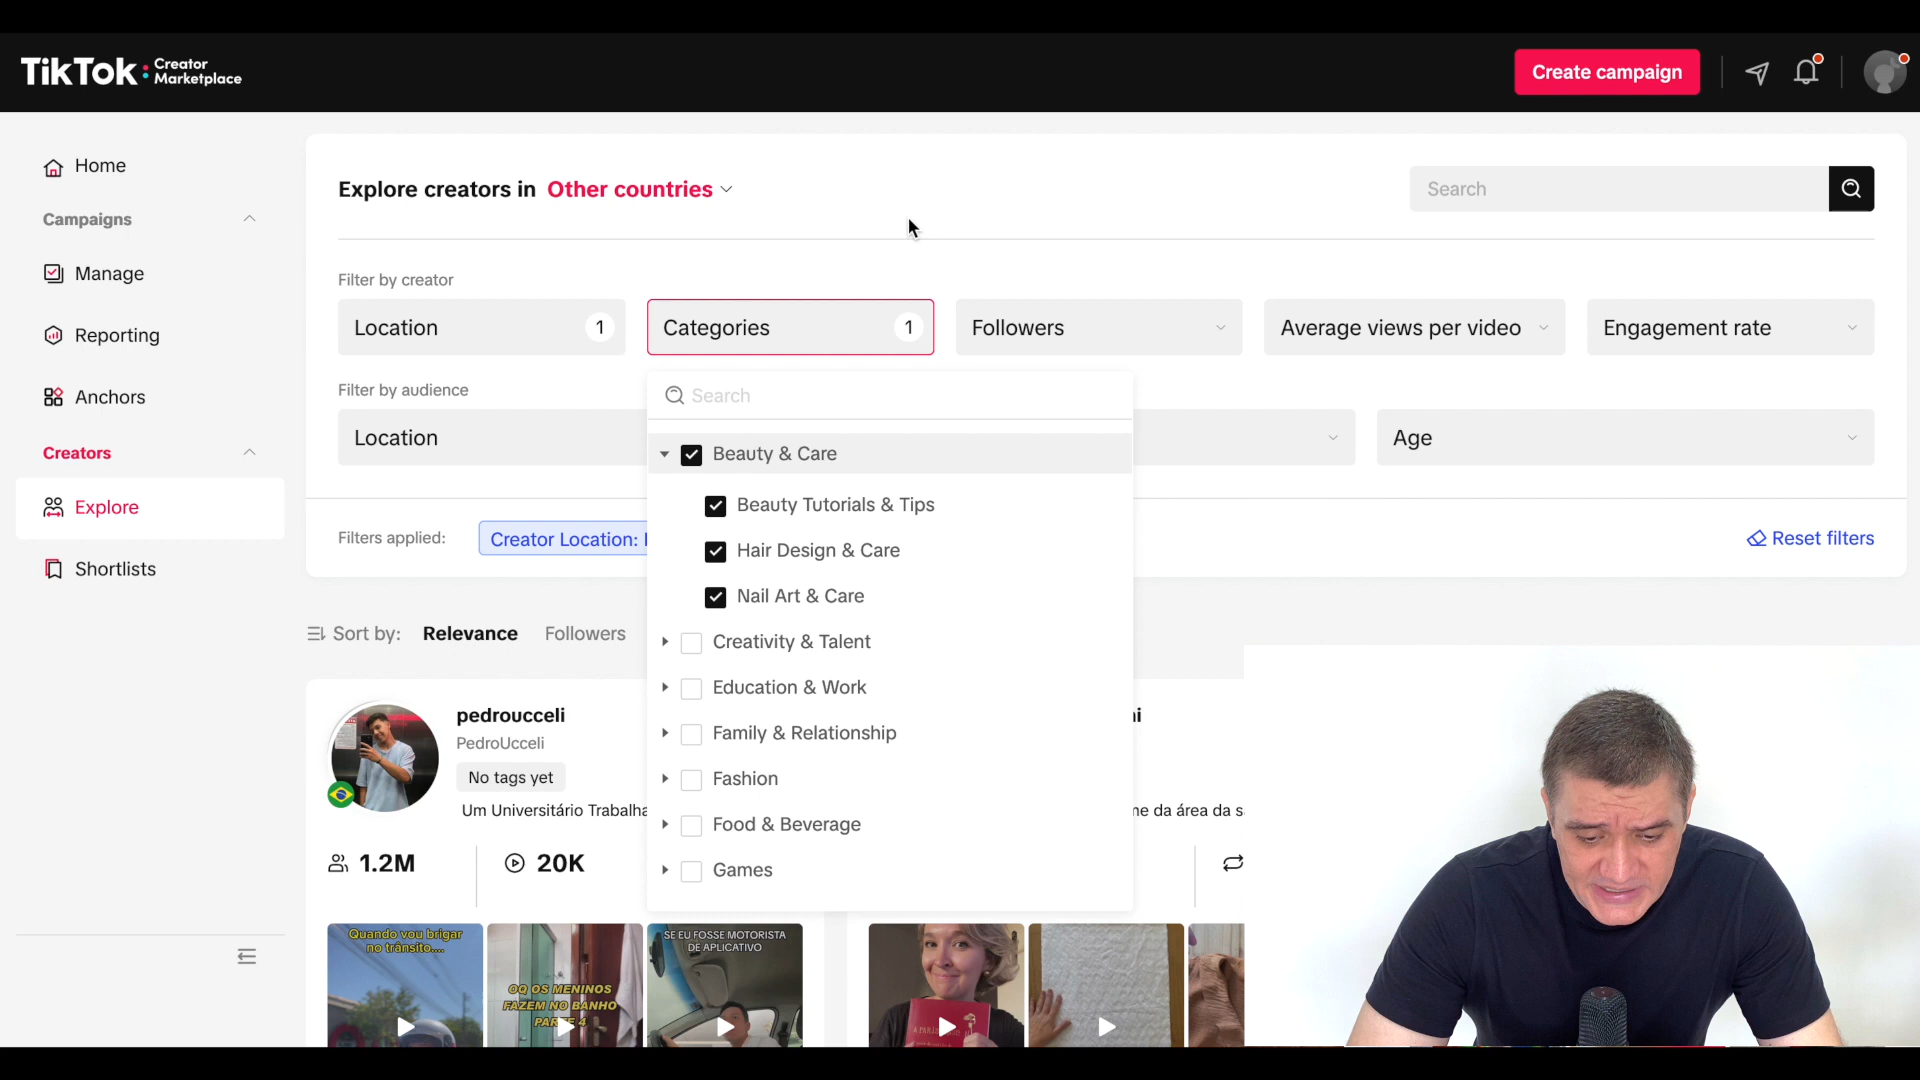 TikTok: Creator Marketplace
Create campaign
Home
Campaigns
Manage
Reporting
Anchors
Creators
Explore
Shortlists
Explore creators in Other countries
Search
Filter by creator
Location 1
Categories 1
Followers
Average views per video
Engagement rate
Filter by audience
Location
Age
Search
Beauty & Care
Beauty Tutorials & Tips
Hair Design & Care
Nail Art & Care
Creativity & Talent
Education & Work
Family & Relationship
Fashion
Food & Beverage
Games
Filters applied:
Creator Location:
Reset filters
Sort by: Relevance Followers
pedroucceli
PedroUcceli
No tags yet
Um Universitário
1.2M
20K
da área da
Quando vou brigar
no trânsito....
OQ OS MENINOS
FAZEM NO BANHO
PARTE 4
SE EU FOSSE MOTORISTA
DE APLICATIVO